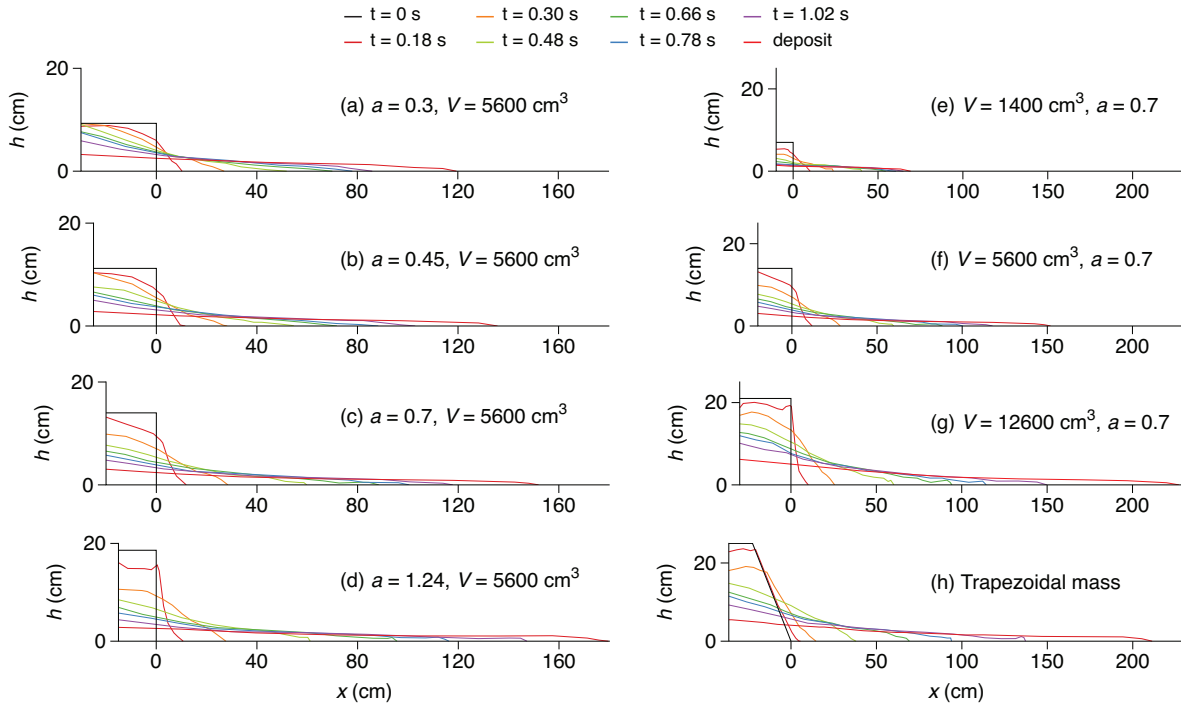 t = 0 s t = 0.30 s t = 0.66 s t = 1.02 s
t = 0.18 s t = 0.48 s t = 0.78 s deposit
20
0
h (cm)
(a) a = 0.3, V = 5600 cm³
0 40 80 120 160
20
0
h (cm)
(b) a = 0.45, V = 5600 cm³
0 40 80 120 160
20
0
h (cm)
(c) a = 0.7, V = 5600 cm³
0 40 80 120 160
20
0
h (cm)
(d) a = 1.24, V = 5600 cm³
0 40 80 120 160
x (cm)
20
0
h (cm)
(e) V = 1400 cm³, a = 0.7
0 50 100 150 200
20
0
h (cm)
(f) V = 5600 cm³, a = 0.7
0 50 100 150 200
20
0
h (cm)
(g) V = 12600 cm³, a = 0.7
0 50 100 150 200
20
0
h (cm)
(h) Trapezoidal mass
0 50 100 150 200
x (cm)